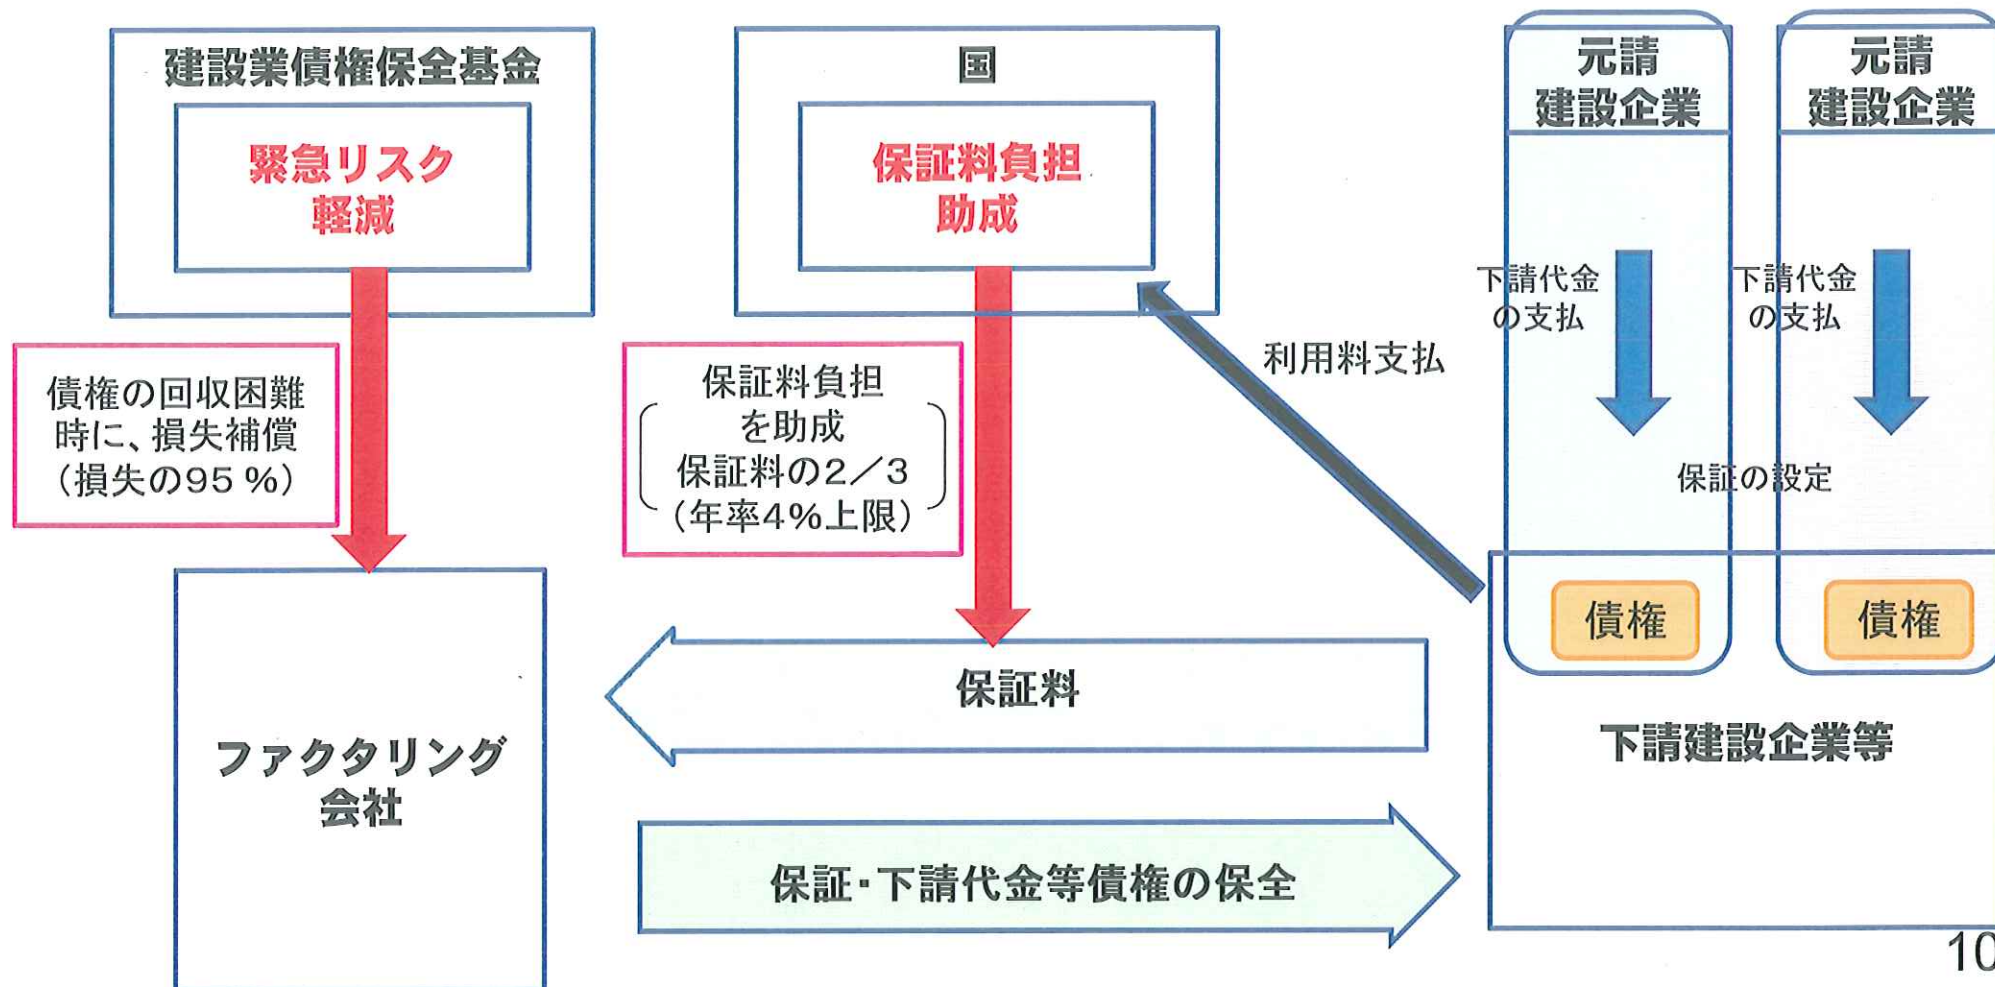 建設業債権保全基金
緊急リスク
軽減
国
保証料負担
助成
元請
建設企業
元請
建設企業
下請代金
の支払
下請代金
の支払
利用料支払
債権の回収困難
時に、損失補償
(損失の95%)
保証料負担
を助成
保証料の2/3
(年率4%上限)
保証の設定
債権
債権
保証料
ファクタリング
会社
下請建設企業等
保証・下請代金等債権の保全
10